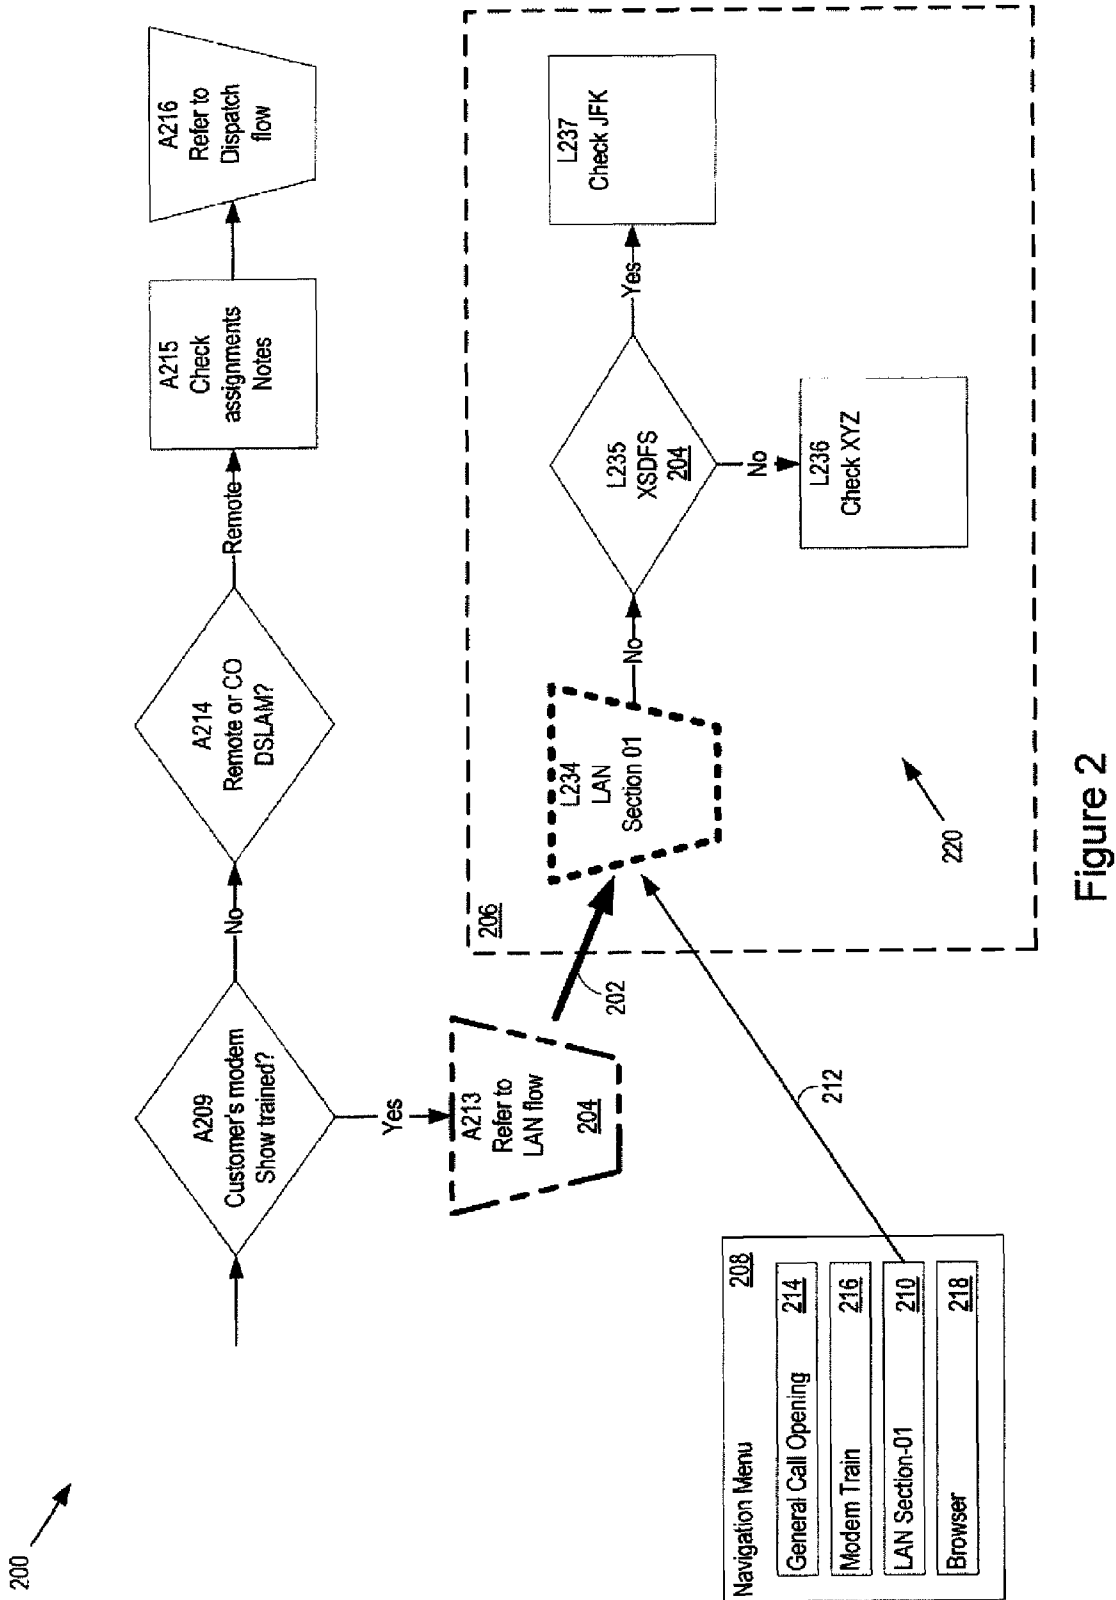 200
A209
Customer's modem
Show trained?
No
A214
Remote or CO
DSLAM?
Remote
A215
Check
assignments
Notes
A216
Refer to
Dispatch
flow
Yes
A213
Refer to
LAN flow
204
202
206
L234
LAN
Section 01
No
L235
XSDFS
204
Yes
L237
Check JFK
No
L236
Check XYZ
220
212
Navigation Menu
208
General Call Opening
214
Modem Train
216
LAN Section-01
210
Browser
218
Figure 2